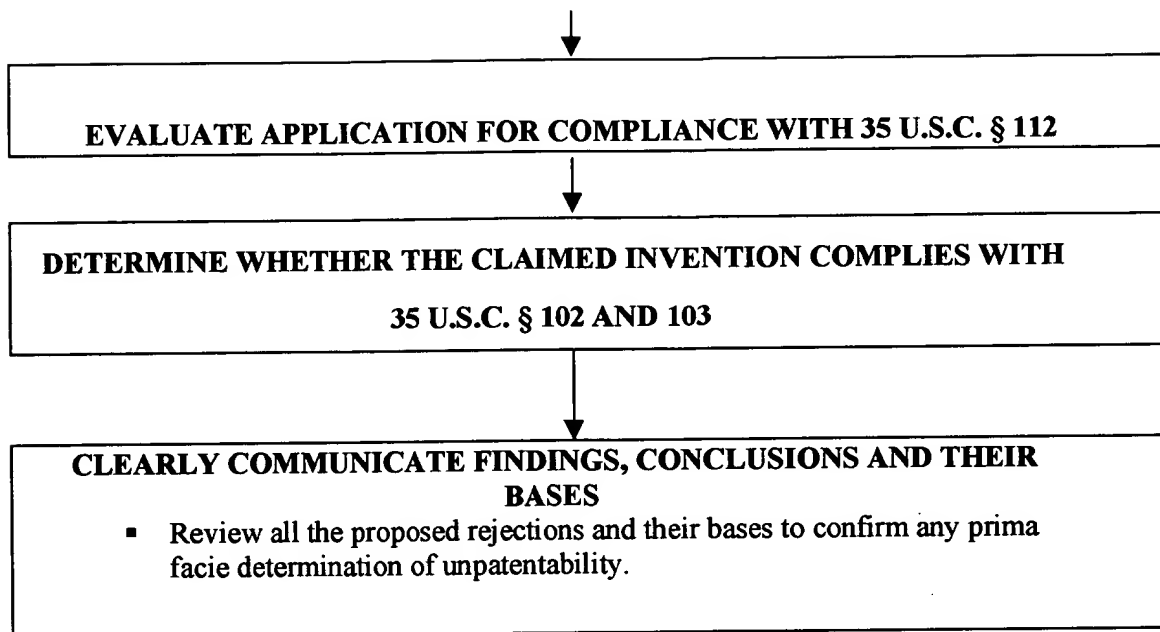 EVALUATE APPLICATION FOR COMPLIANCE WITH 35 U.S.C. § 112
DETERMINE WHETHER THE CLAIMED INVENTION COMPLIES WITH
35 U.S.C. § 102 AND 103
CLEARLY COMMUNICATE FINDINGS, CONCLUSIONS AND THEIR
BASES
▪ Review all the proposed rejections and their bases to confirm any prima
facie determination of unpatentability.